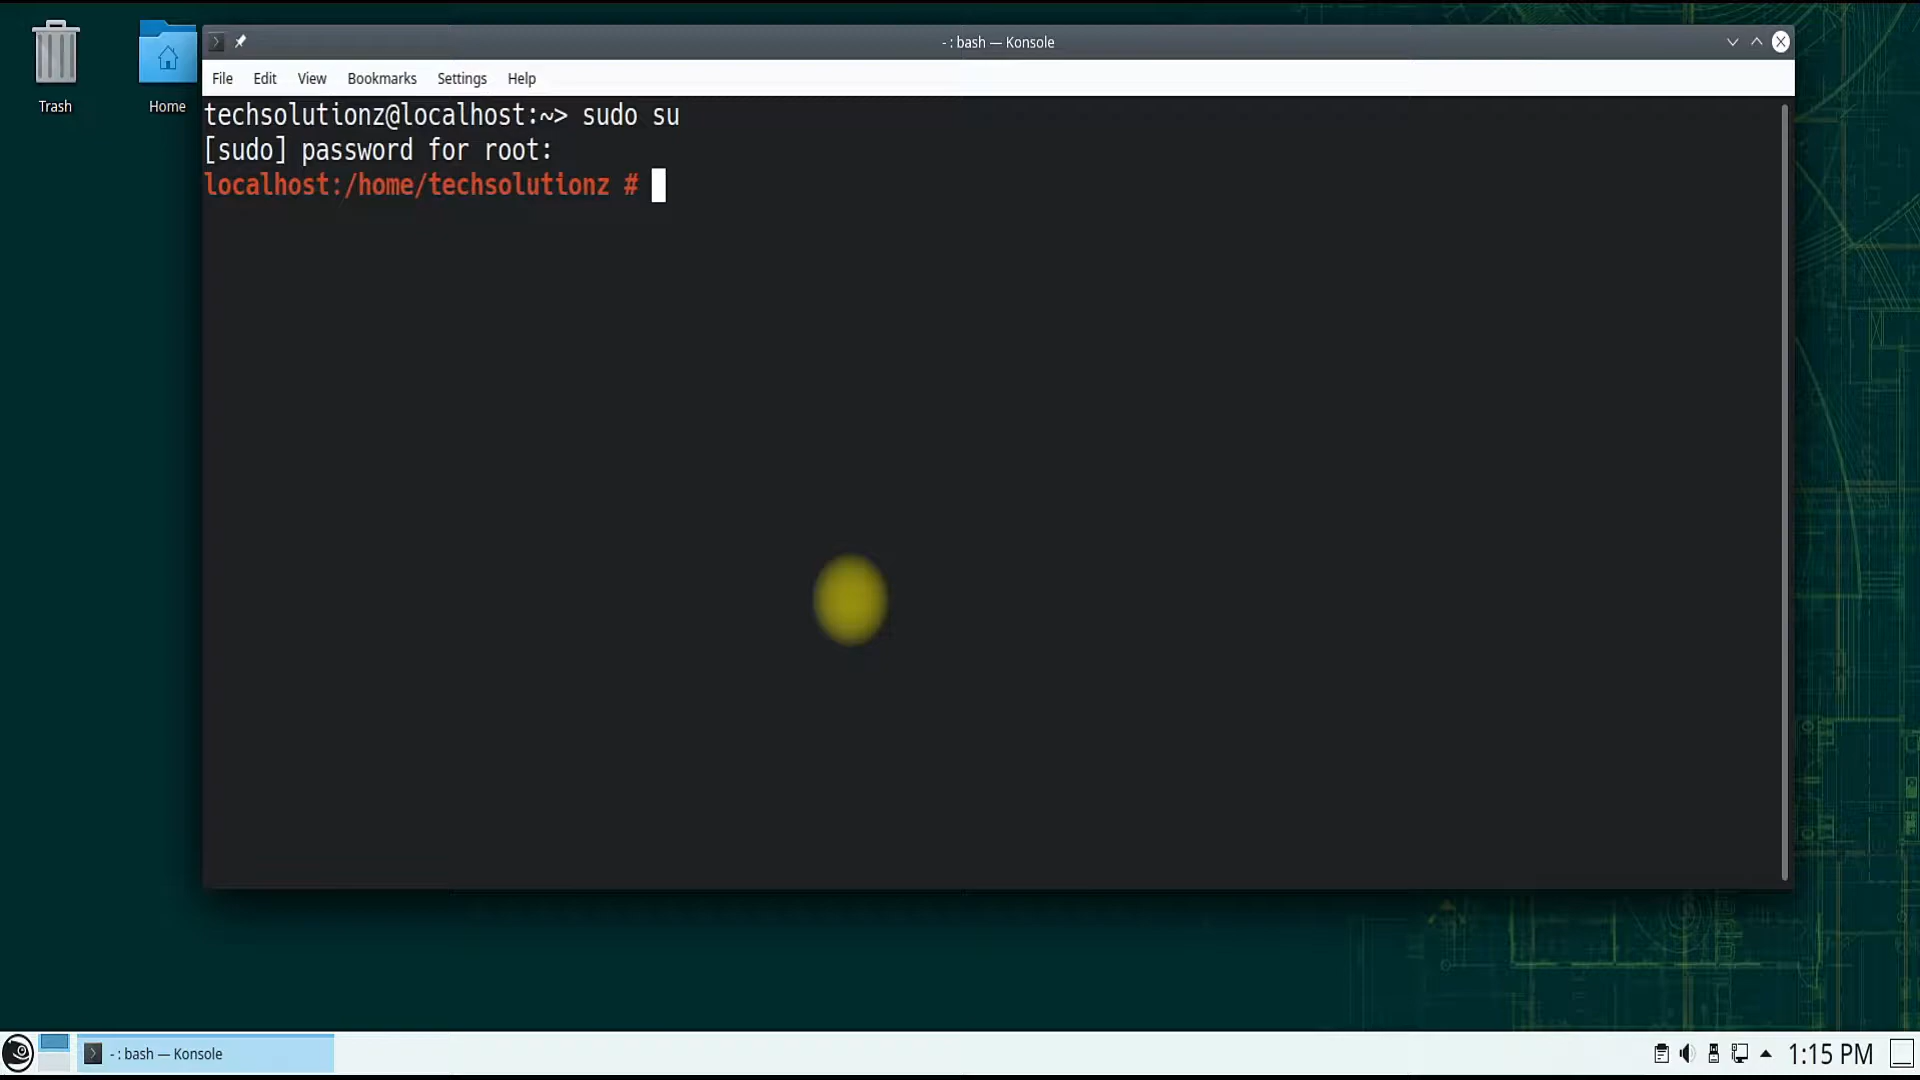 Trash
Home
- : bash — Konsole
File Edit View Bookmarks Settings Help
techsolutionz@localhost:~> sudo su
[sudo] password for root:
localhost:/home/techsolutionz #
- : bash — Konsole
1:15 PM